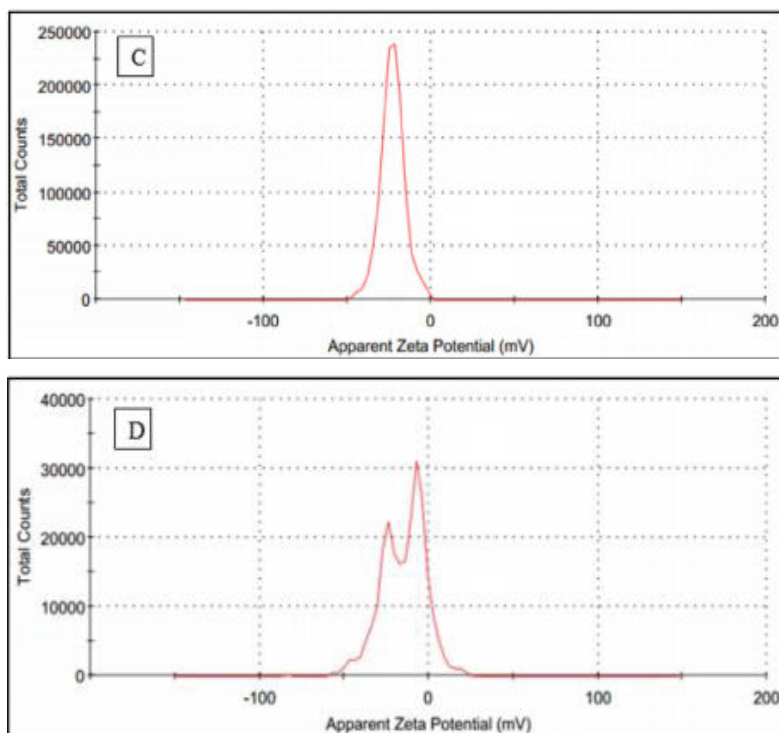 C
Total Counts
250000
200000
150000
100000
50000
0
-100 0 100 200
Apparent Zeta Potential (mV)
D
Total Counts
40000
30000
20000
10000
0
-100 0 100 200
Apparent Zeta Potential (mV)